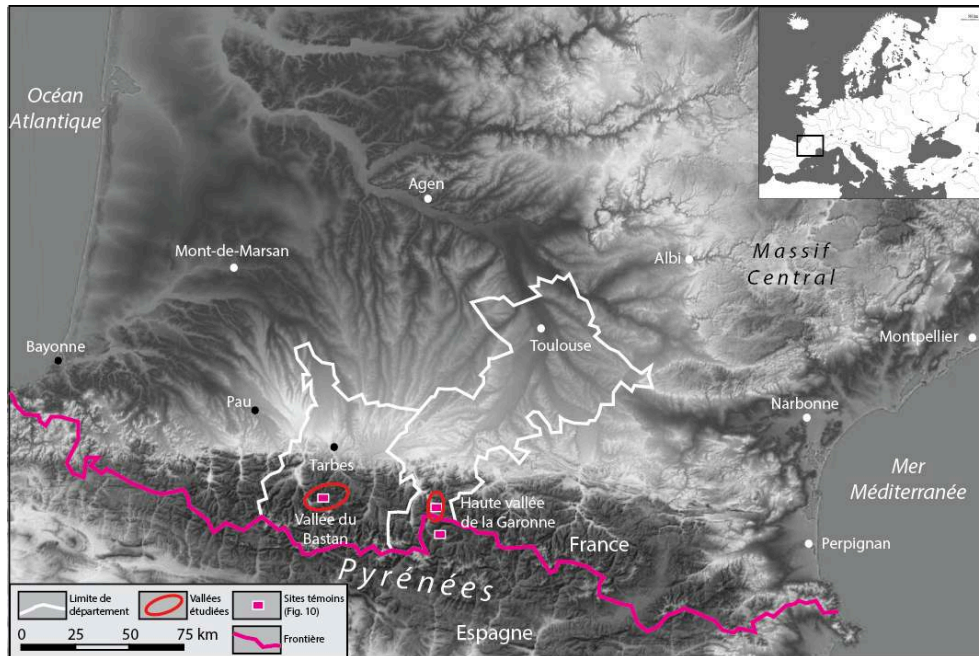 Océan
Atlantique
Agen
Mont-de-Marsan
Albi
Massif
Central
Montpellier
Toulouse
Bayonne
Pau
Narbonne
Tarbes
Mer
Méditerranée
Vallée du
Bastan
Haute vallée
de la Garonne
France
Perpignan
Pyrénées
Espagne
Limite de
département
Vallées
étudiées
Sites témoins
(Fig. 10)
0 25 50 75 km
Frontière